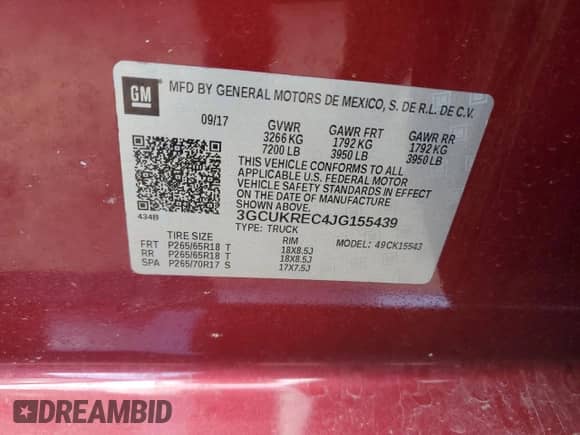 GM
MFD BY GENERAL MOTORS DE MEXICO, S. DE R.L. DE C.V.
09/17 GVWR GAWR FRT GAWR RR
3266 KG 1792 KG 1792 KG
7200 LB 3950 LB 3950 LB
THIS VEHICLE CONFORMS TO ALL
APPLICABLE U.S. FEDERAL MOTOR
VEHICLE SAFETY STANDARDS IN EFFECT
ON THE DATE OF MANUFACTURE
SHOWN ABOVE.
434B 3GCUKREC4JG155439
TYPE: TRUCK
TIRE SIZE RIM MODEL: 49CK15543
FRT P265/65R18 T 18X8.5J
RR P265/65R18 T 18X8.5J
SPA P265/70R17 S 17X7.5J
DREAMBID